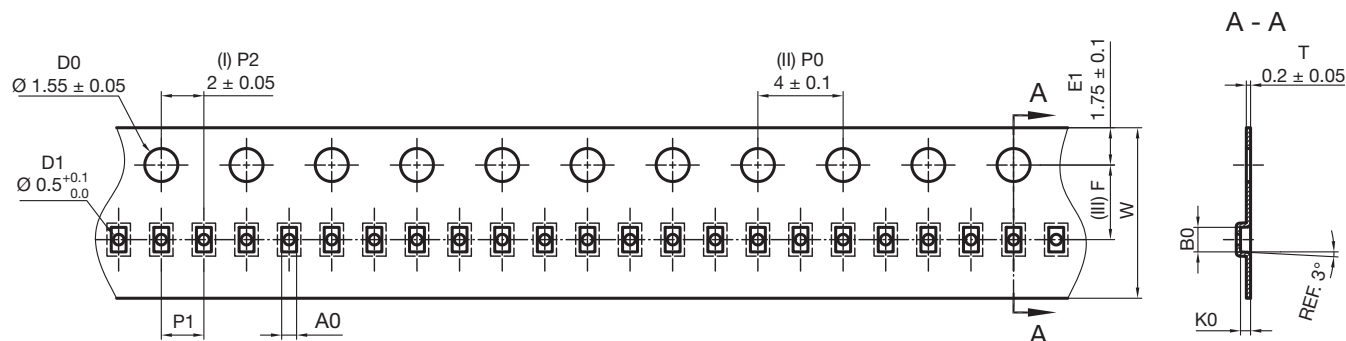 A - A
D0
Ø 1.55 ± 0.05
(I) P2
2 ± 0.05
(II) P0
4 ± 0.1
E1
1.75 ± 0.1
T
0.2 ± 0.05
A
D1
Ø 0.5 +0.1
0.0
(III) F
W
B0
REF. 3°
K0
P1
A0
A